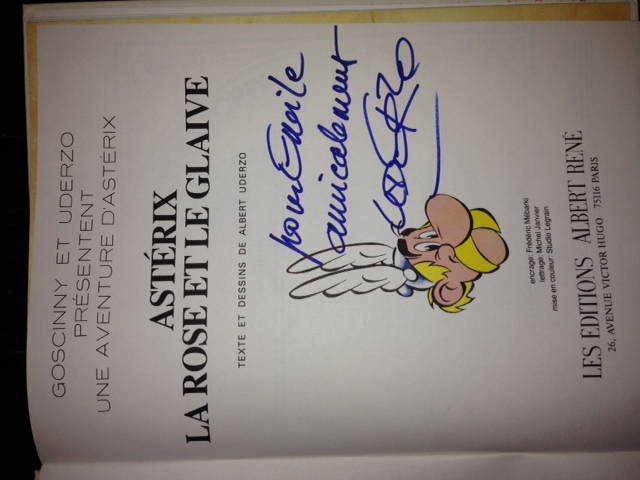 GOSCINNY ET UDERZO
PRÉSENTENT
UNE AVENTURE D'ASTÉRIX
ASTÉRIX
LA ROSE ET LE GLAIVE
TEXTE ET DESSINS DE ALBERT UDERZO
pour
amicalement
UDERZO
encrage: Frédéric Mébarki
lettrage: Michel Janvier
mise en couleur: Studio Legrain
LES EDITIONS ALBERT RENÉ
26, AVENUE VICTOR HUGO 75116 PARIS